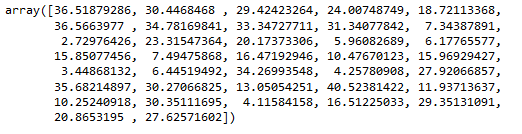 array([36.51879286, 30.4468468 , 29.42423264, 24.00748749, 18.72113368,
36.5663977 , 34.78169841, 33.34727711, 31.34077842, 7.34387891,
2.72976426, 23.31547364, 20.17373306, 5.96082689, 6.17765577,
15.85077456, 7.49475868, 16.47192946, 10.47670123, 15.96929427,
3.44868132, 6.44519492, 34.26993548, 4.25780908, 27.92066857,
35.68214897, 30.27066825, 13.05054251, 40.52381422, 11.93713637,
10.25240918, 30.35111695, 4.11584158, 16.51225033, 29.35131091,
20.8653195 , 27.62571602])